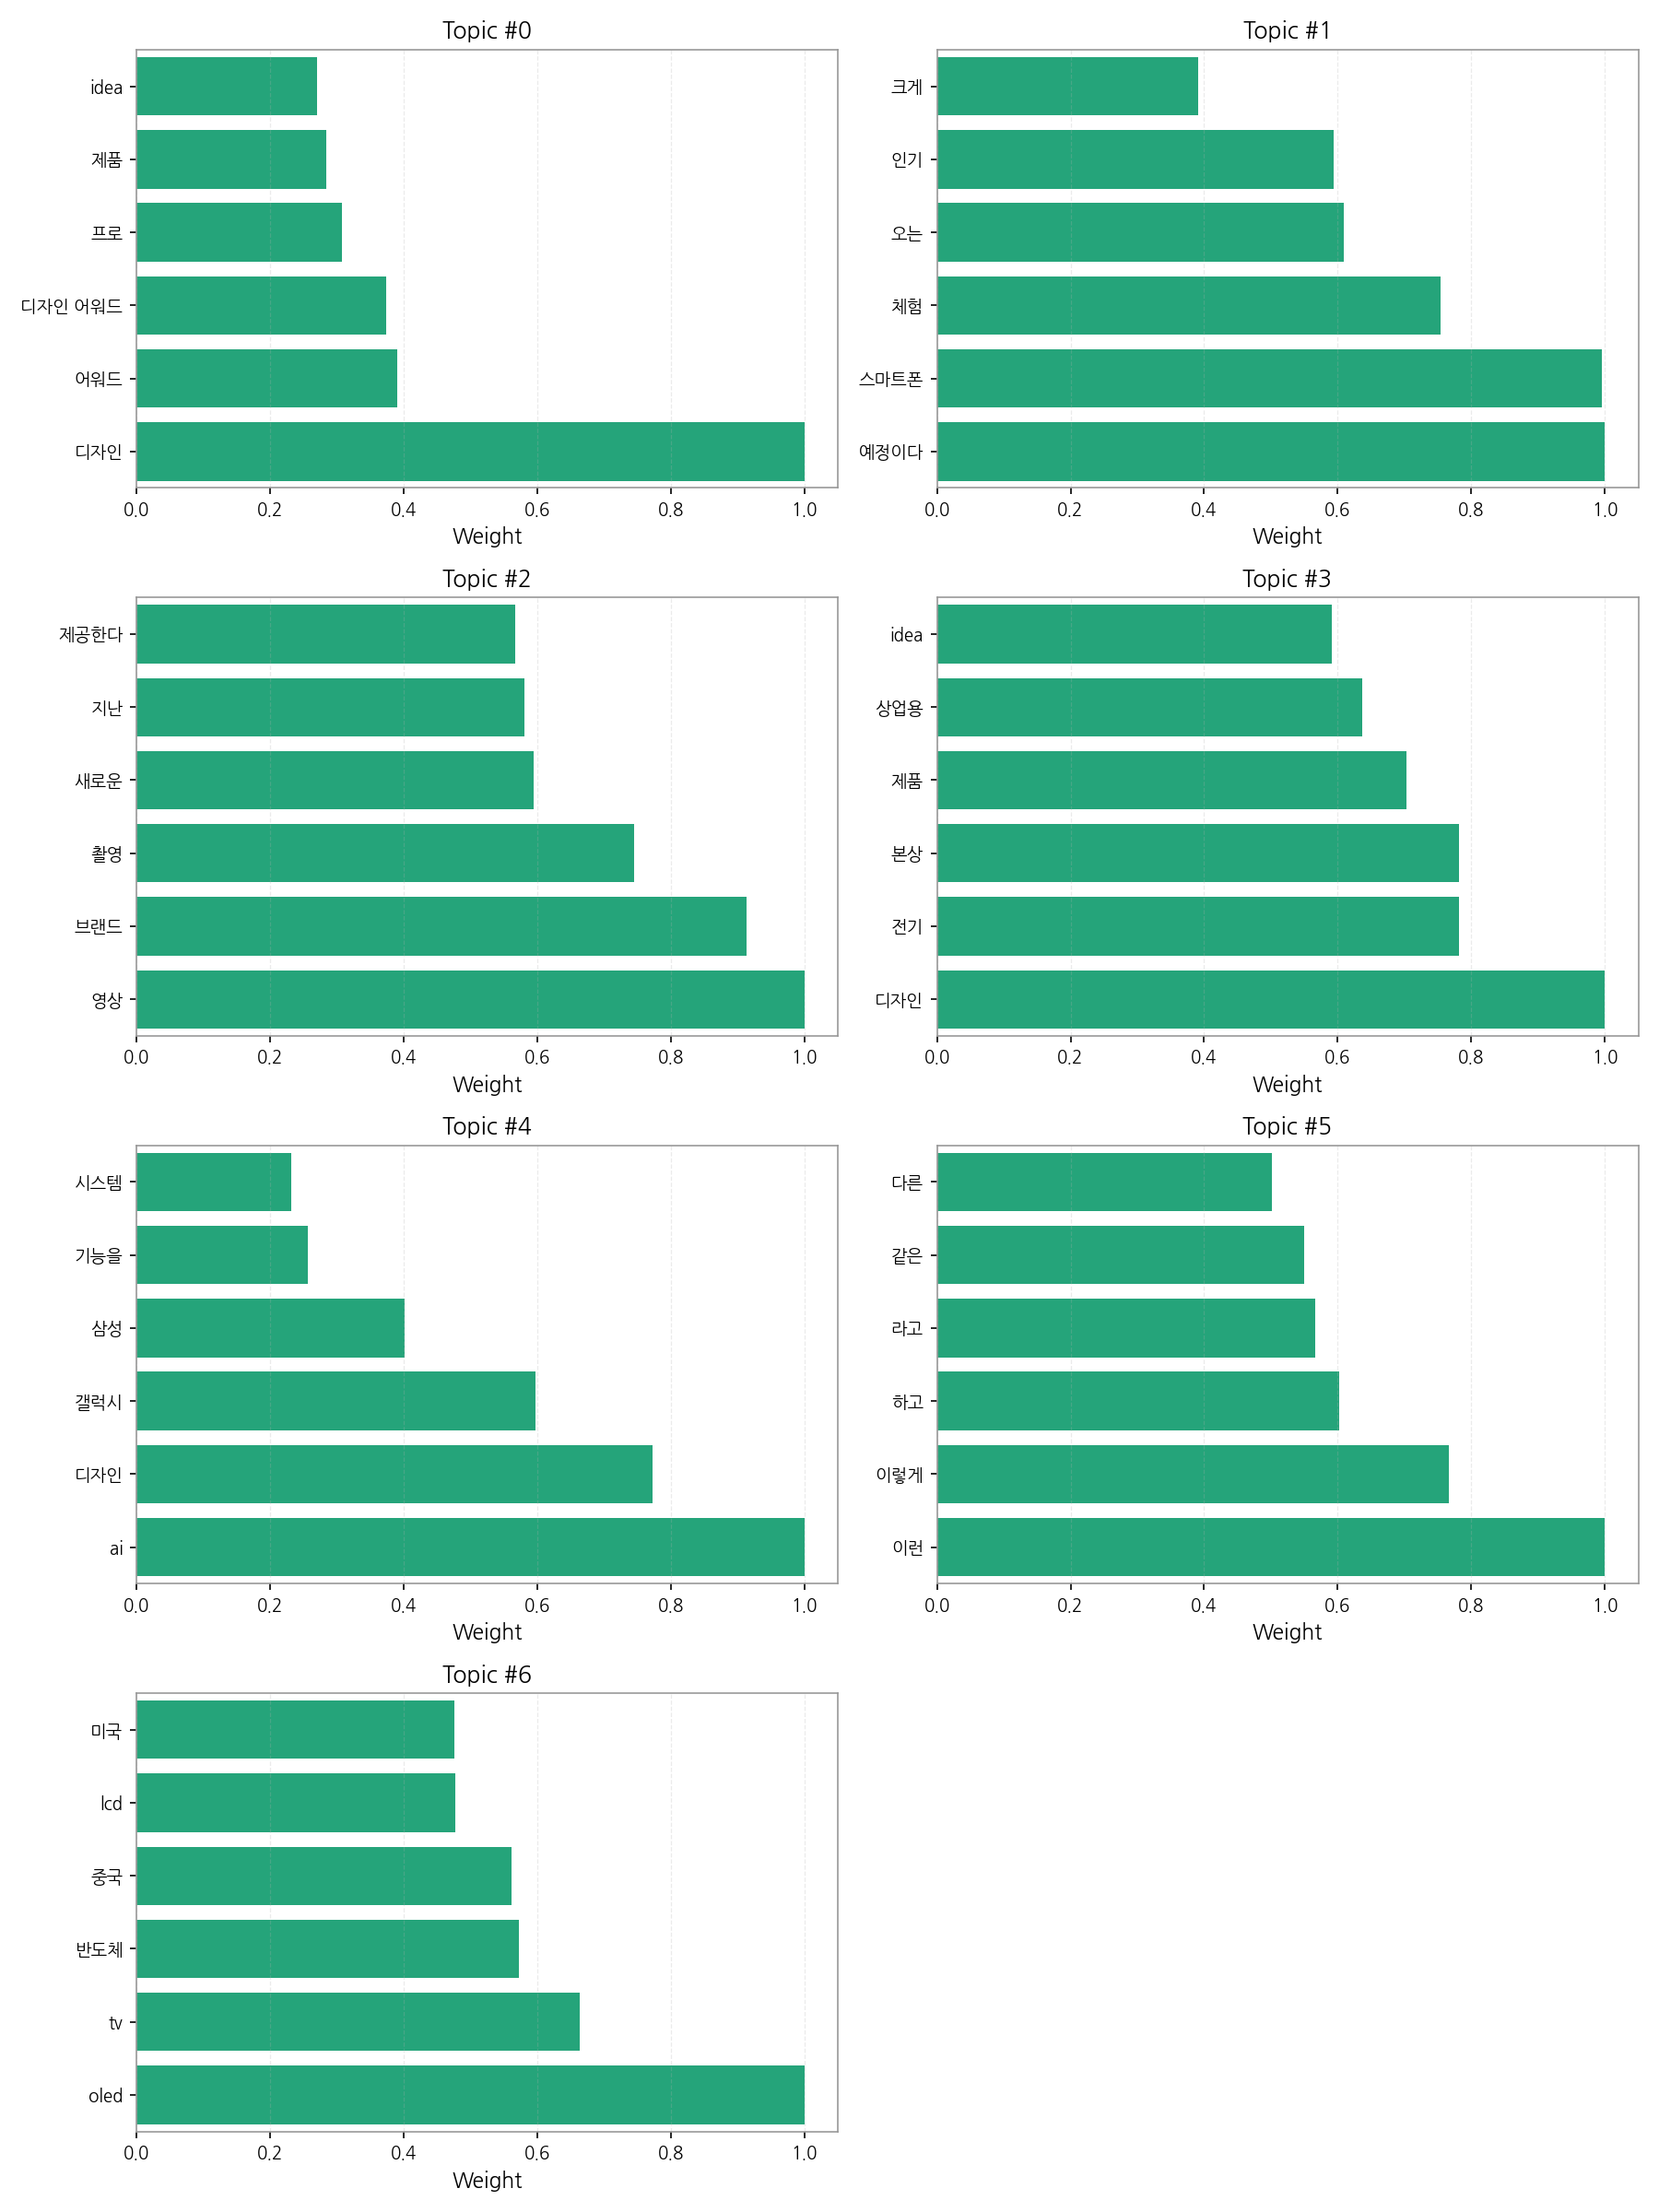 Topic #0
idea
제품
프로
디자인 어워드
어워드
디자인
0.0 0.2 0.4 0.6 0.8 1.0
Weight
Topic #1
크게
인기
오는
체험
스마트폰
예정이다
0.0 0.2 0.4 0.6 0.8 1.0
Weight
Topic #2
제공한다
지난
새로운
촬영
브랜드
영상
0.0 0.2 0.4 0.6 0.8 1.0
Weight
Topic #3
idea
상업용
제품
본상
전기
디자인
0.0 0.2 0.4 0.6 0.8 1.0
Weight
Topic #4
시스템
기능을
삼성
갤럭시
디자인
ai
0.0 0.2 0.4 0.6 0.8 1.0
Weight
Topic #5
다른
같은
라고
하고
이렇게
이런
0.0 0.2 0.4 0.6 0.8 1.0
Weight
Topic #6
미국
lcd
중국
반도체
tv
oled
0.0 0.2 0.4 0.6 0.8 1.0
Weight